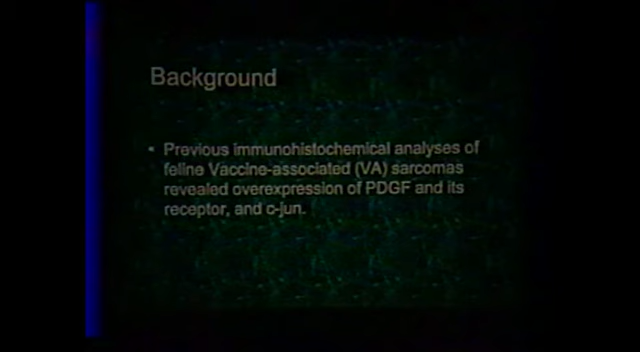 Background
• Previous immunohistochemical analyses of
feline Vaccine-associated (VA) sarcomas
revealed overexpression of PDGF and its
receptor, and c-jun.